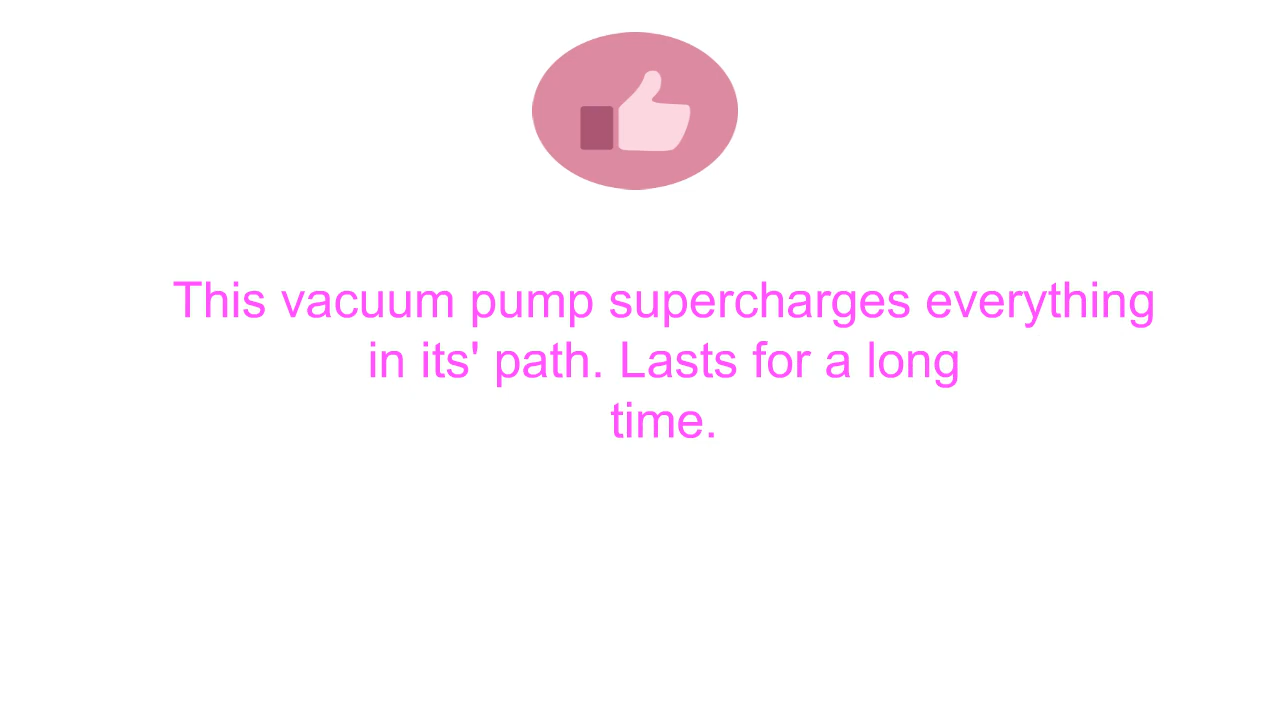 This vacuum pump supercharges everything
in its' path. Lasts for a long
time.